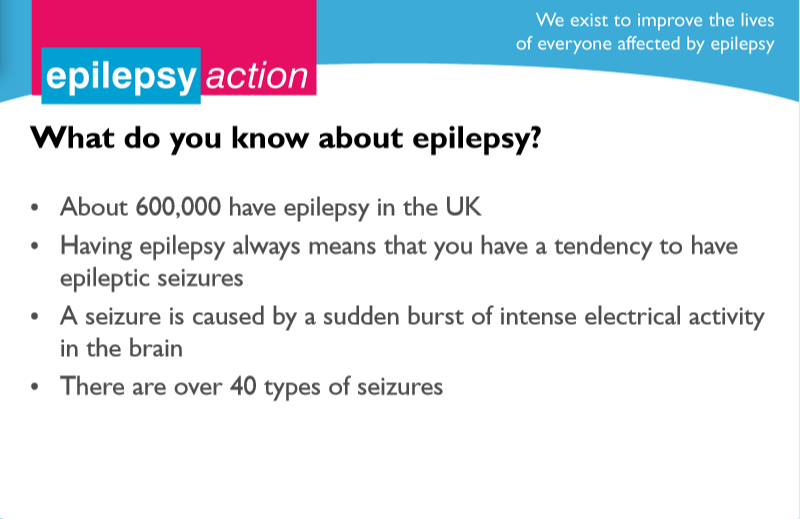 We exist to improve the lives
of everyone affected by epilepsy
epilepsy action
What do you know about epilepsy?
• About 600,000 have epilepsy in the UK
• Having epilepsy always means that you have a tendency to have
epileptic seizures
• A seizure is caused by a sudden burst of intense electrical activity
in the brain
• There are over 40 types of seizures